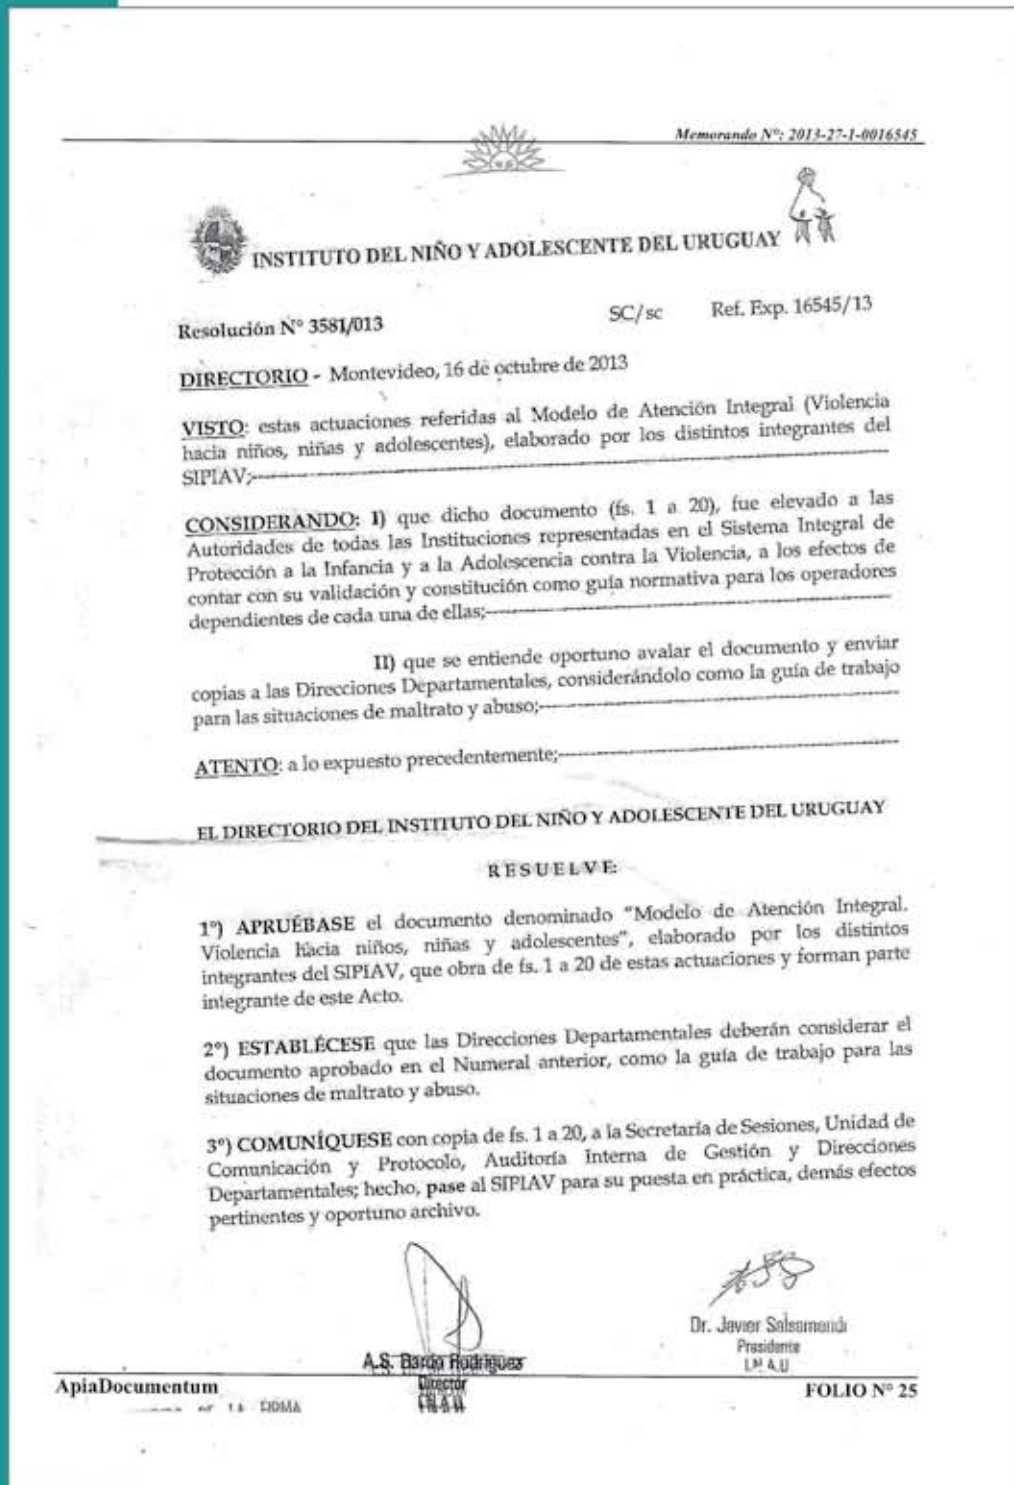 Memorando Nº: 2013-27-1-0016545
INSTITUTO DEL NIÑO Y ADOLESCENTE DEL URUGUAY
Resolución Nº 3581/013 SC/sc Ref. Exp. 16545/13
DIRECTORIO - Montevideo, 16 de octubre de 2013
VISTO: estas actuaciones referidas al Modelo de Atención Integral (Violencia
hacia niños, niñas y adolescentes), elaborado por los distintos integrantes del
SIPIAV;
CONSIDERANDO: I) que dicho documento (fs. 1 a 20), fue elevado a las
Autoridades de todas las Instituciones representadas en el Sistema Integral de
Protección a la Infancia y a la Adolescencia contra la Violencia, a los efectos de
contar con su validación y constitución como guía normativa para los operadores
dependientes de cada una de ellas;
II) que se entiende oportuno avalar el documento y enviar
copias a las Direcciones Departamentales, considerándolo como la guía de trabajo
para las situaciones de maltrato y abuso;
ATENTO: a lo expuesto precedentemente;
EL DIRECTORIO DEL INSTITUTO DEL NIÑO Y ADOLESCENTE DEL URUGUAY
RESUELVE:
1º) APRUÉBASE el documento denominado “Modelo de Atención Integral.
Violencia hacia niños, niñas y adolescentes”, elaborado por los distintos
integrantes del SIPIAV, que obra de fs. 1 a 20 de estas actuaciones y forman parte
integrante de este Acto.
2º) ESTABLÉCESE que las Direcciones Departamentales deberán considerar el
documento aprobado en el Numeral anterior, como la guía de trabajo para las
situaciones de maltrato y abuso.
3º) COMUNÍQUESE con copia de fs. 1 a 20, a la Secretaría de Sesiones, Unidad de
Comunicación y Protocolo, Auditoría Interna de Gestión y Direcciones
Departamentales; hecho, pase al SIPIAV para su puesta en práctica, demás efectos
pertinentes y oportuno archivo.
Dr. Javier Salsamendi
Presidente
I.N.A.U
A.S. Rodríguez
Director
I.N.A.U
ApiaDocumentum FOLIO Nº 25
LA FIRMA